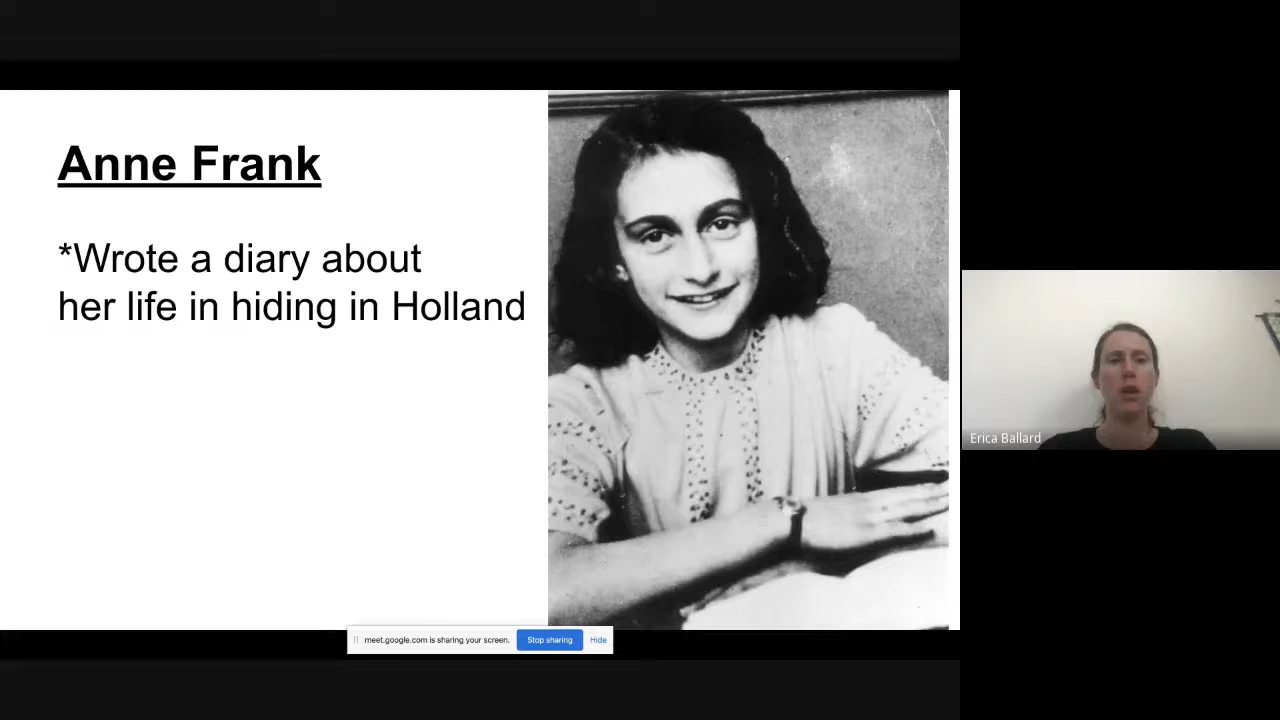 Anne Frank
*Wrote a diary about
her life in hiding in Holland
Erica Ballard
meet.google.com is sharing your screen. Stop sharing Hide